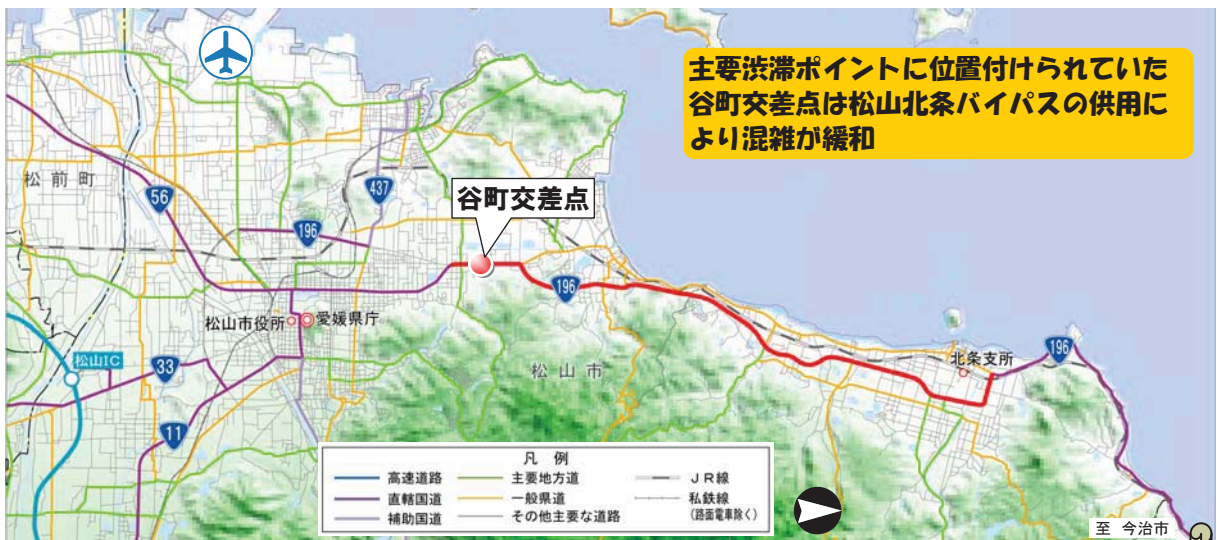 主要渋滞ポイントに位置付けられていた
谷町交差点は松山北条バイパスの供用に
より混雑が緩和
松前町
56
196
437
谷町交差点
196
松山市役所
愛媛県庁
松山IC
33
11
松山市
北条支所
196
凡 例
高速道路
直轄国道
補助国道
主要地方道
一般県道
その他主要な道路
JR線
私鉄線
(路面電車除く)
至 今治市